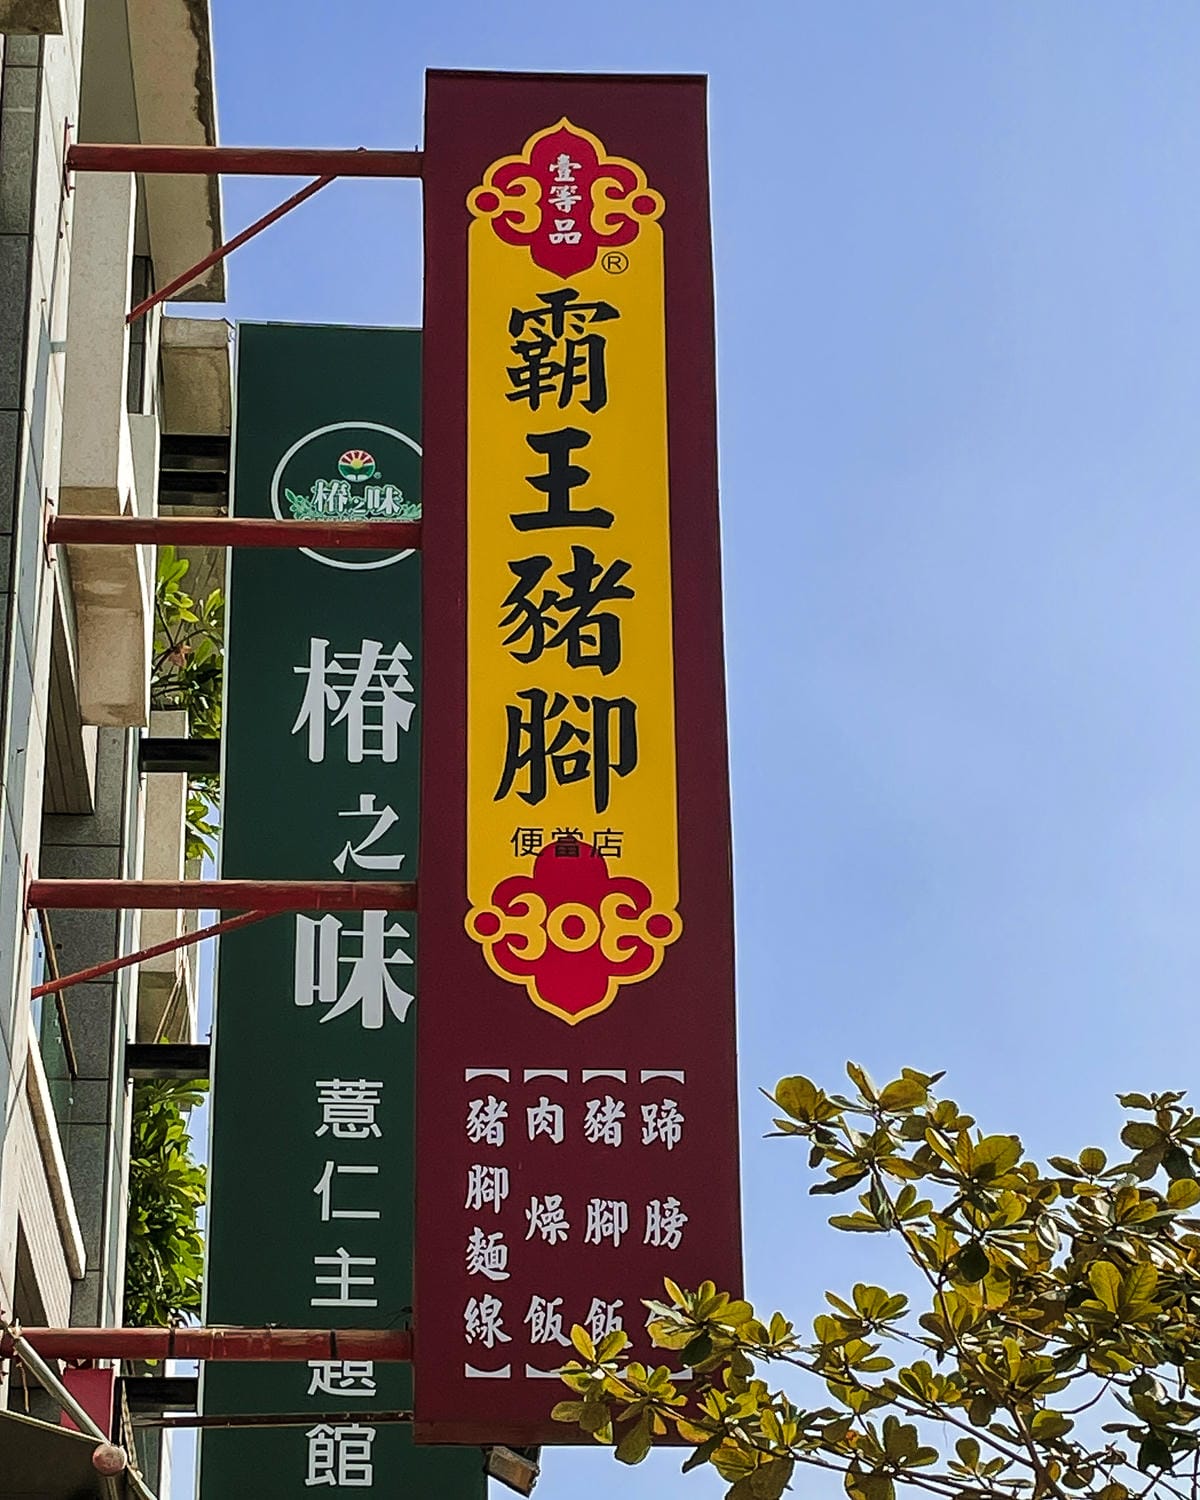 壹等品
®
霸王豬腳
便當店
蹄膀
豬腳飯
肉燥飯
豬腳麵線
椿之味
椿之味
薏仁主題館